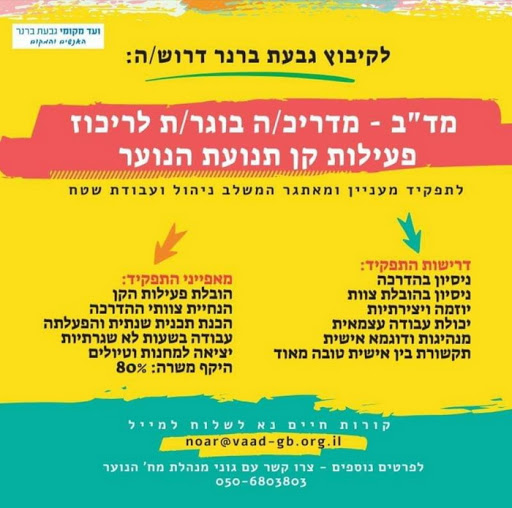 ועד מקומי גבעת ברנר
האנשים והמקום
לקיבוץ גבעת ברנר דרוש/ה:
מד"ב - מדריכ/ה בוגר/ת לריכוז
פעילות קן תנועת הנוער
לתפקיד מעניין ומאתגר המשלב ניהול ועבודת שטח
דרישות התפקיד:
ניסיון בהדרכה
ניסיון בהובלת צוות
יוזמה ויצירתיות
יכולת עבודה עצמאית
מנהיגות ודוגמא אישית
תקשורת בין אישית טובה מאוד
מאפייני התפקיד:
הובלת פעילות הקן
הנחיית צוותי ההדרכה
הכנת תכנית שנתית והפעלתה
עבודה בשעות לא שגרתיות
יציאה למחנות וטיולים
היקף משרה: 80%
קורות חיים נא לשלוח למייל
noar@vaad-gb.org.il
לפרטים נוספים - צרו קשר עם גוני מנהלת מח' הנוער
050-6803803